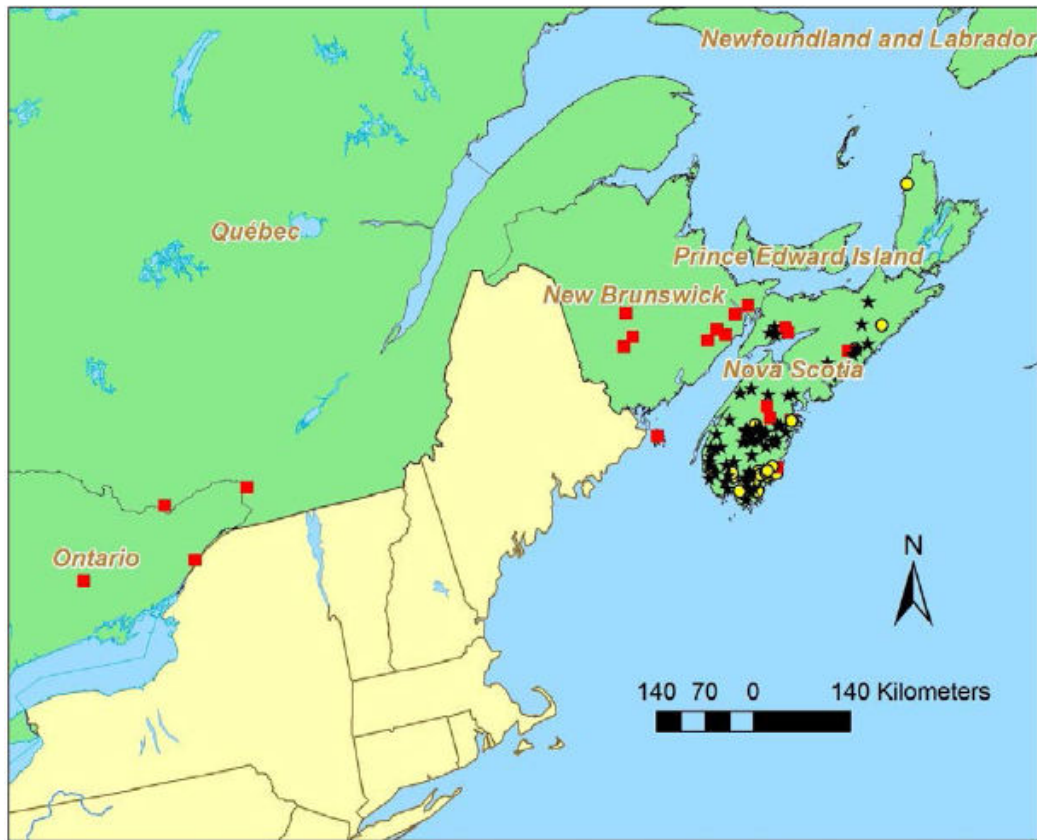 Newfoundland and Labrador
Québec
Prince Edward Island
New Brunswick
Nova Scotia
Ontario
N
140 70 0 140 Kilometers